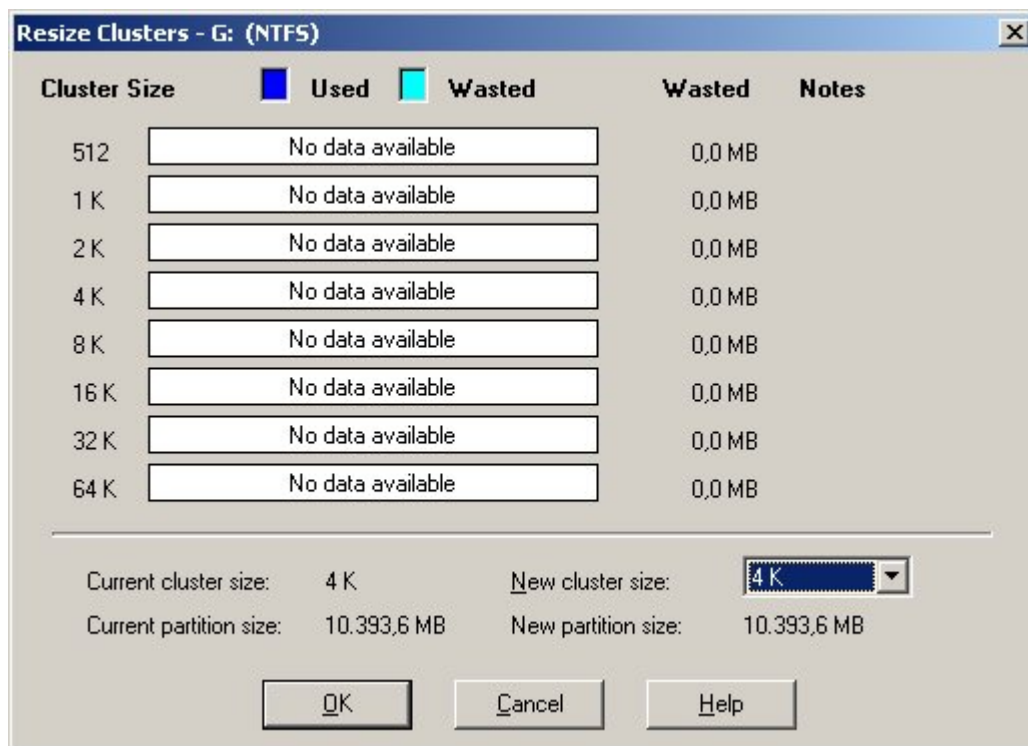 Resize Clusters - G: (NTFS)
Cluster Size Used Wasted Wasted Notes
512 No data available 0,0 MB
1 K No data available 0,0 MB
2 K No data available 0,0 MB
4 K No data available 0,0 MB
8 K No data available 0,0 MB
16 K No data available 0,0 MB
32 K No data available 0,0 MB
64 K No data available 0,0 MB
Current cluster size: 4 K New cluster size: 4 K
Current partition size: 10.393,6 MB New partition size: 10.393,6 MB
OK Cancel Help